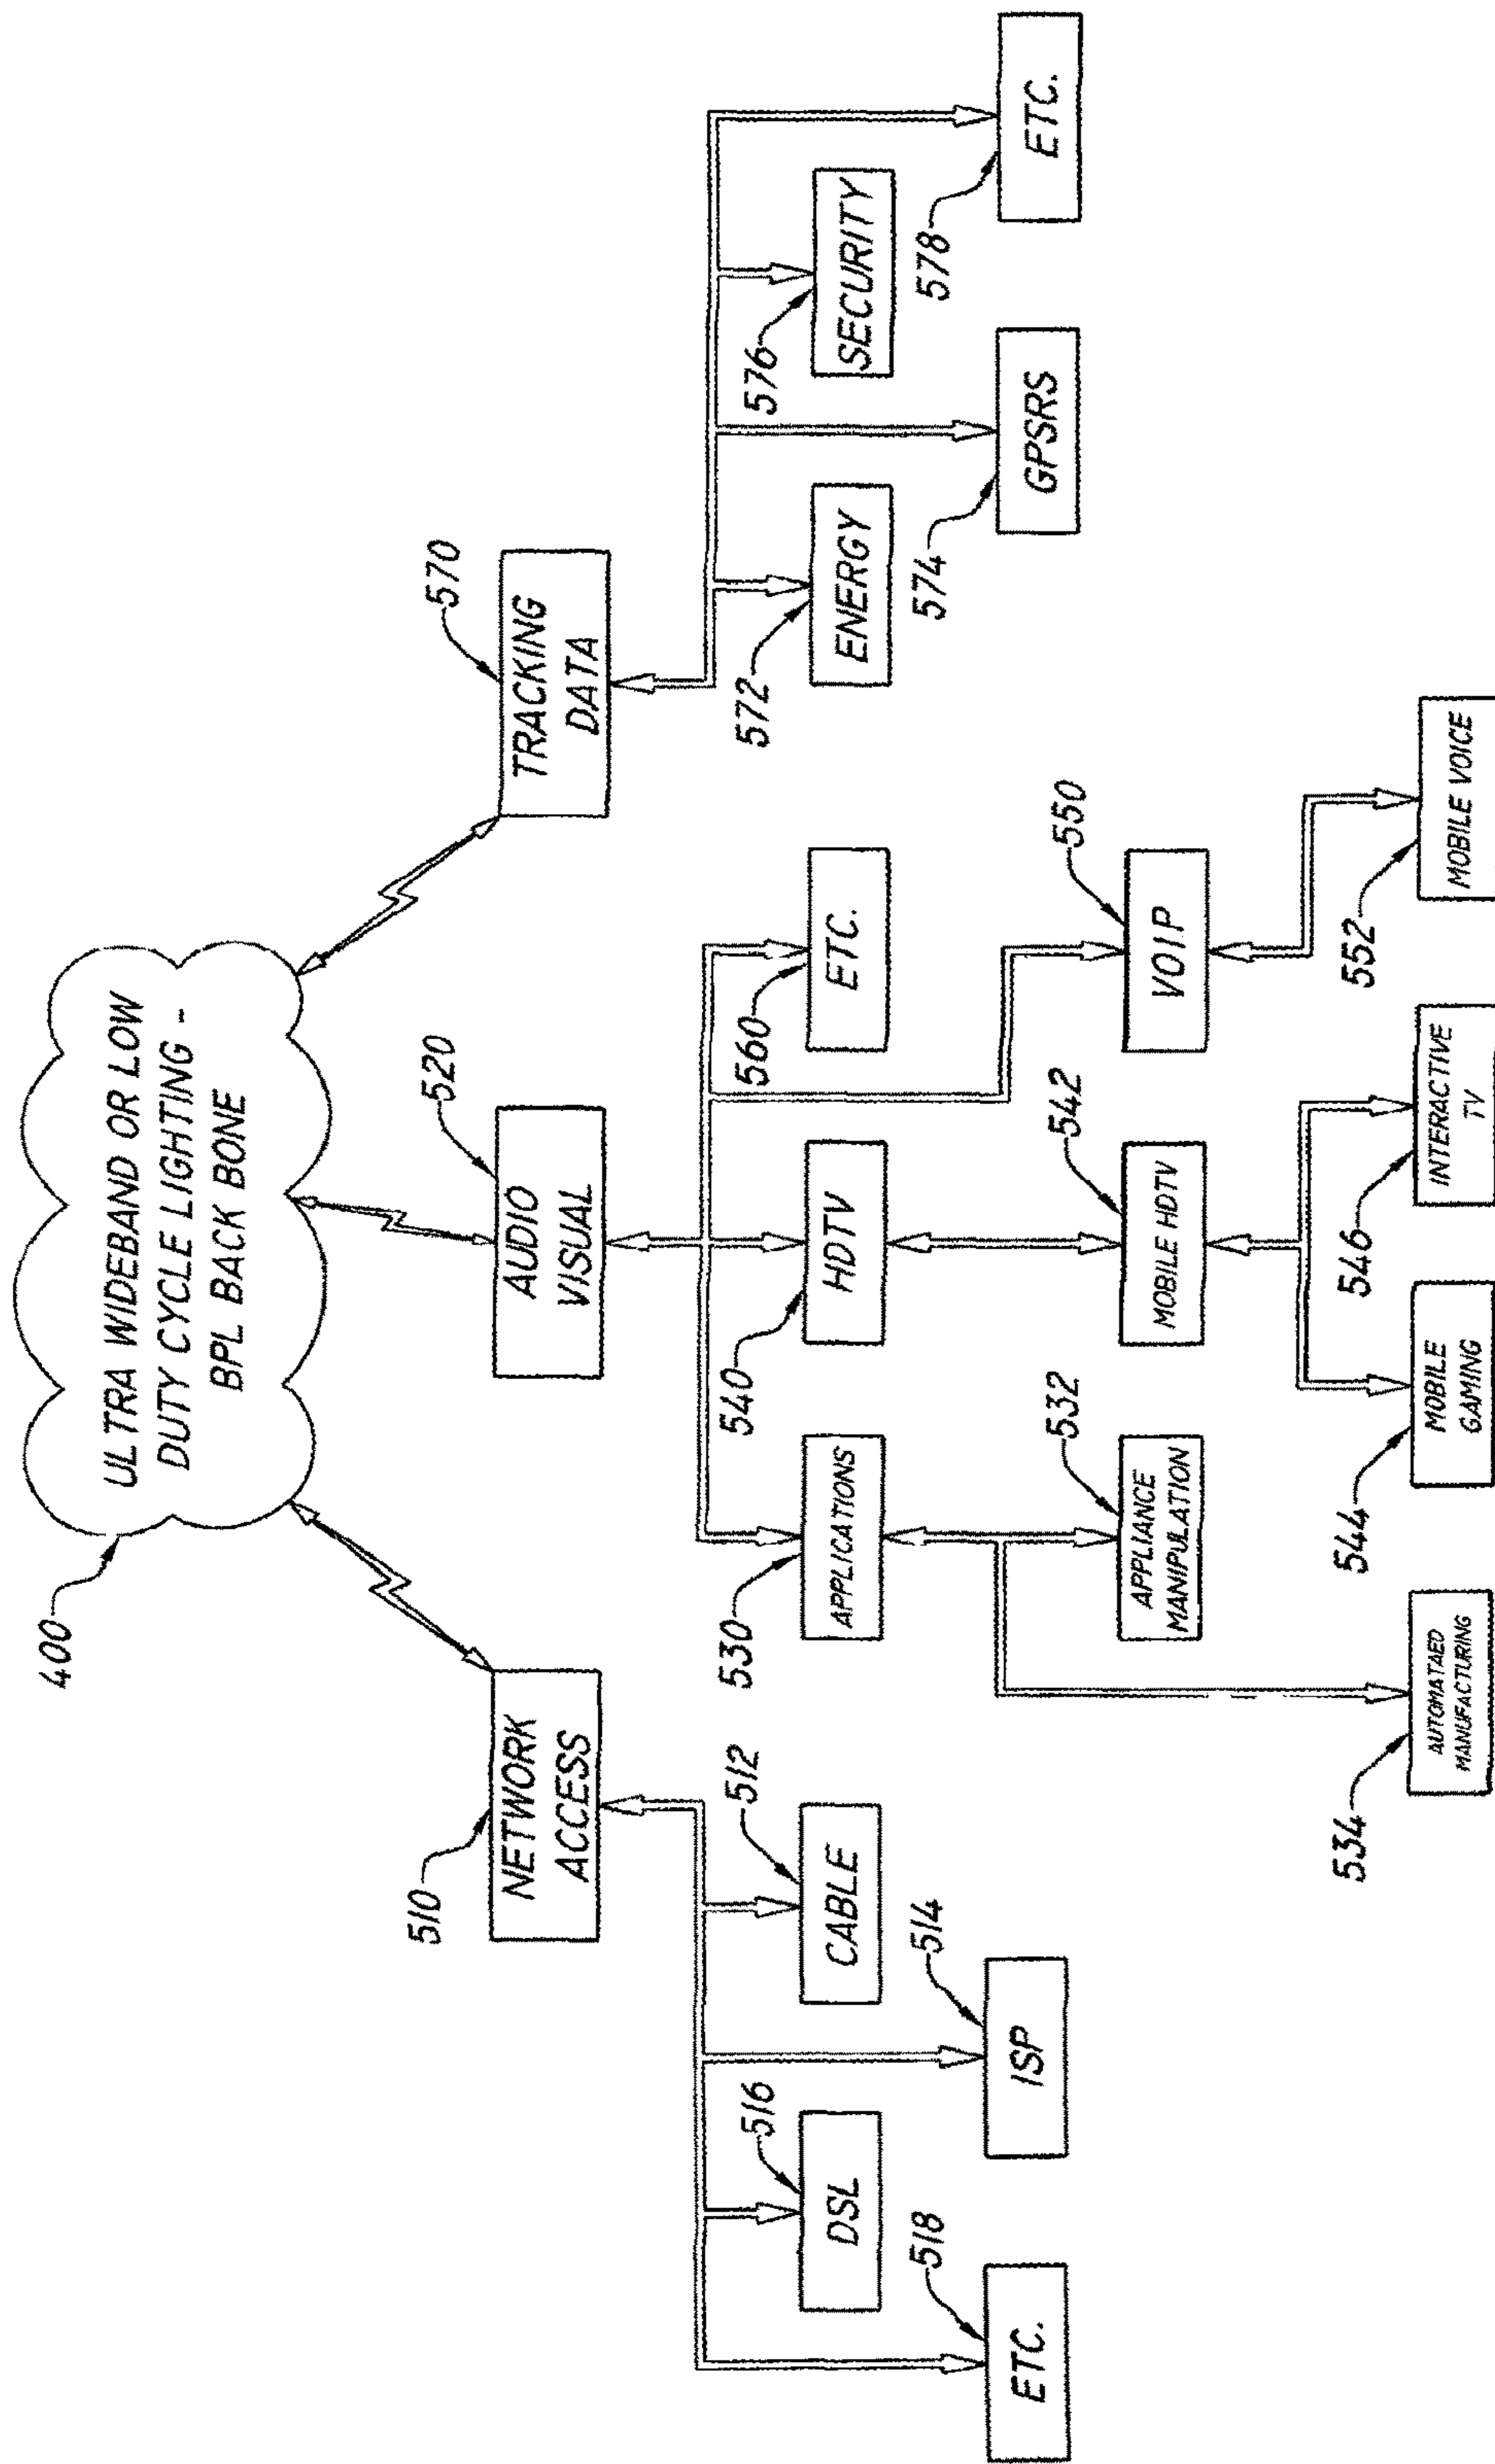 400
ULTRA WIDEBAND OR LOW
DUTY CYCLE LIGHTING -
BPL BACK BONE
510
NETWORK
ACCESS
520
AUDIO
VISUAL
570
TRACKING
DATA
516
DSL
512
CABLE
518
ETC.
514
ISP
530
APPLICATIONS
540
HDTV
560
ETC.
572
ENERGY
576
SECURITY
574
GPSRS
578
ETC.
532
APPLIANCE
MANIPULATION
542
MOBILE HDTV
550
VOIP
534
AUTOMATAED
MANUFACTURING
544
MOBILE
GAMING
546
INTERACTIVE
TV
552
MOBILE VOICE